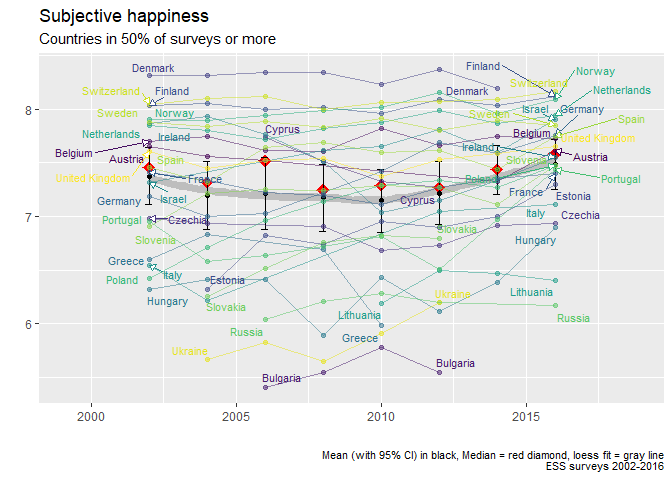 Subjective happiness
Countries in 50% of surveys or more
Denmark
Finland
Norway
Switzerland
Finland
Switzerland
Netherlands
Denmark
Sweden
Norway
Spain
Sweden
Israel
Germany
Netherlands
Ireland
Cyprus
Belgium
United Kingdom
Belgium
Austria
Spain
Ireland
Slovenia
Austria
United Kingdom
France
Poland
Portugal
Germany
Israel
Cyprus
France
Estonia
Portugal
Czechia
Italy
Czechia
Slovenia
Slovakia
Hungary
Greece
Italy
Poland
Estonia
Ukraine
Lithuania
Hungary
Slovakia
Lithuania
Russia
Russia
Ukraine
Greece
Bulgaria
Bulgaria
8
7
6
2000
2005
2010
2015
Mean (with 95% CI) in black, Median = red diamond, loess fit = gray line
ESS surveys 2002-2016